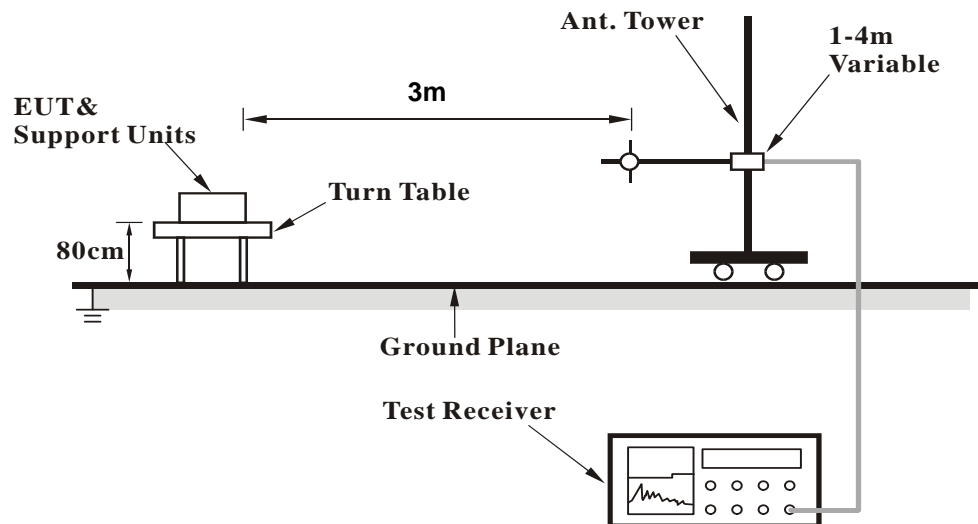 Ant. Tower
1-4m
Variable
3m
EUT&
Support Units
Turn Table
80cm
Ground Plane
Test Receiver